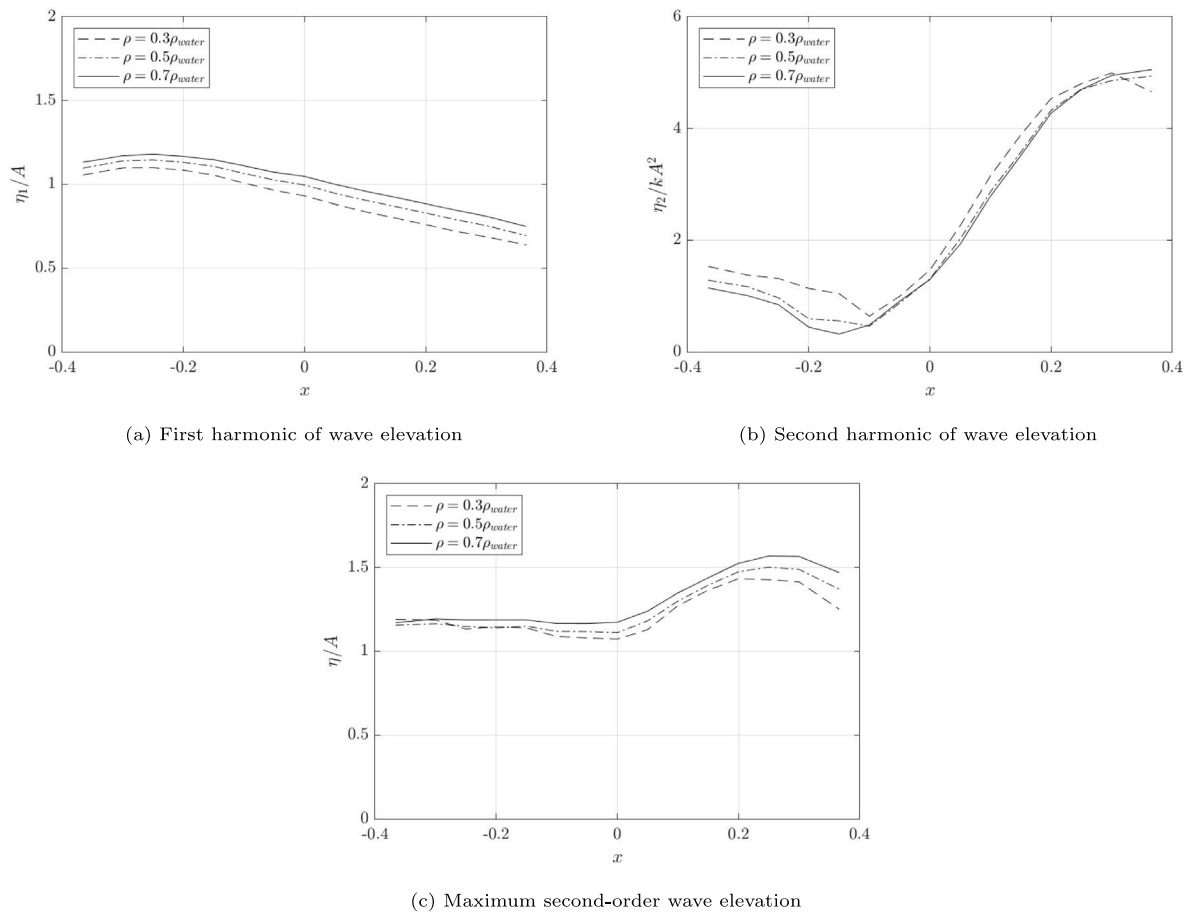 2
ρ = 0.3ρwater
ρ = 0.5ρwater
ρ = 0.7ρwater
1.5
1
0.5
0
η1/A
-0.4 -0.2 0 0.2 0.4
x
(a) First harmonic of wave elevation
6
ρ = 0.3ρwater
ρ = 0.5ρwater
ρ = 0.7ρwater
4
2
0
η2/kA²
-0.4 -0.2 0 0.2 0.4
x
(b) Second harmonic of wave elevation
2
ρ = 0.3ρwater
ρ = 0.5ρwater
ρ = 0.7ρwater
1.5
1
0.5
0
η/A
-0.4 -0.2 0 0.2 0.4
x
(c) Maximum second-order wave elevation